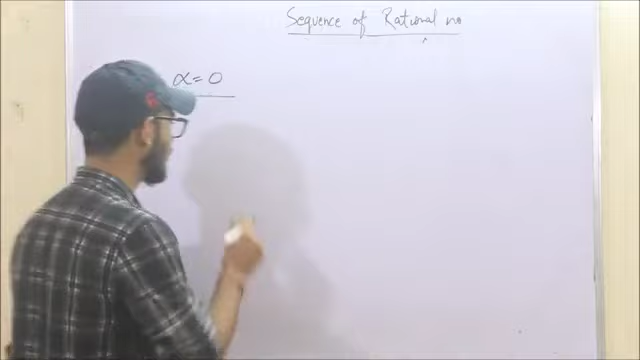 Sequence of Rational no
α = 0